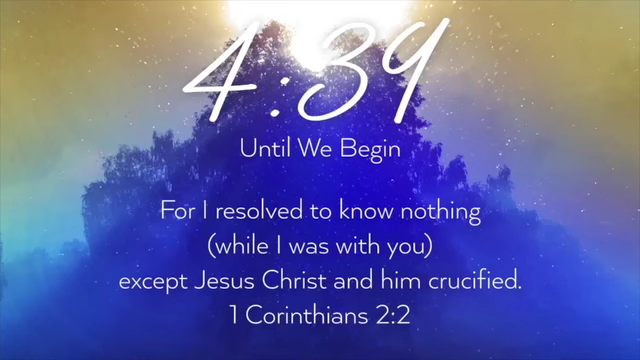 4:39
Until We Begin
For I resolved to know nothing
(while I was with you)
except Jesus Christ and him crucified.
1 Corinthians 2:2